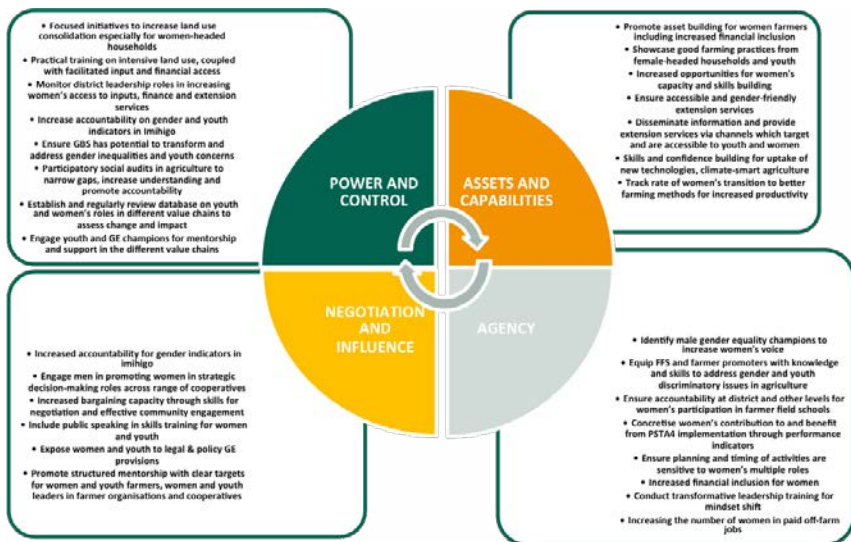 • Focused initiatives to increase land use
consolidation especially for women-headed
households
• Practical training on intensive land use, coupled
with facilitated input and financial access
• Monitor district leadership roles in increasing
women's access to inputs, finance and extension
services
• Increase accountability on gender and youth
indicators in Imihigo
• Ensure GBS has potential to transform and
address gender inequalities and youth concerns
• Participatory social audits in agriculture to
narrow gaps, increase understanding and
promote accountability
• Establish and regularly review database on youth
and women's roles in different value chains to
assess change and impact
• Engage youth and GE champions for mentorship
and support in the different value chains
POWER AND
CONTROL
• Promote asset building for women farmers
including increased financial inclusion
• Showcase good farming practices from
female-headed households and youth
• Increased opportunities for women's
capacity and skills building
• Ensure accessible and gender-friendly
extension services
• Disseminate information and provide
extension services via channels which target
and are accessible to youth and women
• Skills and confidence building for uptake of
new technologies, climate-smart agriculture
• Track rate of women's transition to better
farming methods for increased productivity
ASSETS AND
CAPABILITIES
• Increased accountability for gender indicators in
imihigo
• Engage men in promoting women in strategic
decision-making roles across range of cooperatives
• Increased bargaining capacity through skills for
negotiation and effective community engagement
• Include public speaking in skills training for women
and youth
• Expose women and youth to legal & policy GE
provisions
• Promote structured mentorship with clear targets
for women and youth farmers, women and youth
leaders in farmer organisations and cooperatives
NEGOTIATION
AND
INFLUENCE
AGENCY
• Identify male gender equality champions to
increase women's voice
• Equip FFS and farmer promoters with knowledge
and skills to address gender and youth
discriminatory issues in agriculture
• Ensure accountability at district and other levels for
women's participation in farmer field schools
• Concretise women's contribution to and benefit
from PSTA4 implementation through performance
indicators
• Ensure planning and timing of activities are
sensitive to women's multiple roles
• Increased financial inclusion for women
• Conduct transformative leadership training for
mindset shift
• Increasing the number of women in paid off-farm
jobs